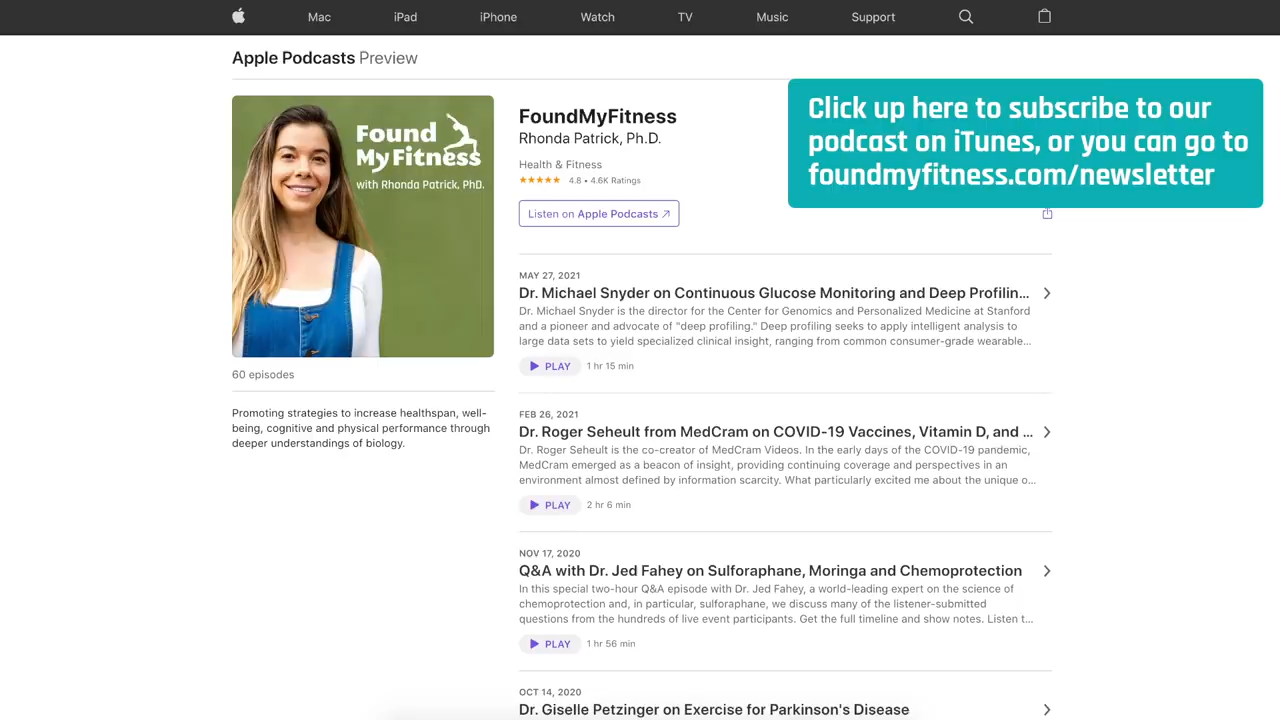 Mac iPad iPhone Watch TV Music Support
Apple Podcasts Preview
Found
My Fitness
with Rhonda Patrick, PhD.
60 episodes
Promoting strategies to increase healthspan, well-
being, cognitive and physical performance through
deeper understandings of biology.
FoundMyFitness
Rhonda Patrick, Ph.D.
Health & Fitness
★★★★★ 4.8 • 4.6K Ratings
Listen on Apple Podcasts ↗
Click up here to subscribe to our
podcast on iTunes, or you can go to
foundmyfitness.com/newsletter
MAY 27, 2021
Dr. Michael Snyder on Continuous Glucose Monitoring and Deep Profilin...
Dr. Michael Snyder is the director for the Center for Genomics and Personalized Medicine at Stanford
and a pioneer and advocate of "deep profiling." Deep profiling seeks to apply intelligent analysis to
large data sets to yield specialized clinical insight, ranging from common consumer-grade wearable...
PLAY 1 hr 15 min
FEB 26, 2021
Dr. Roger Seheult from MedCram on COVID-19 Vaccines, Vitamin D, and ...
Dr. Roger Seheult is the co-creator of MedCram Videos. In the early days of the COVID-19 pandemic,
MedCram emerged as a beacon of insight, providing continuing coverage and perspectives in an
environment almost defined by information scarcity. What particularly excited me about the unique o...
PLAY 2 hr 6 min
NOV 17, 2020
Q&A with Dr. Jed Fahey on Sulforaphane, Moringa and Chemoprotection
In this special two-hour Q&A episode with Dr. Jed Fahey, a world-leading expert on the science of
chemoprotection and, in particular, sulforaphane, we discuss many of the listener-submitted
questions from the hundreds of live event participants. Get the full timeline and show notes. Listen t...
PLAY 1 hr 56 min
OCT 14, 2020
Dr. Giselle Petzinger on Exercise for Parkinson's Disease